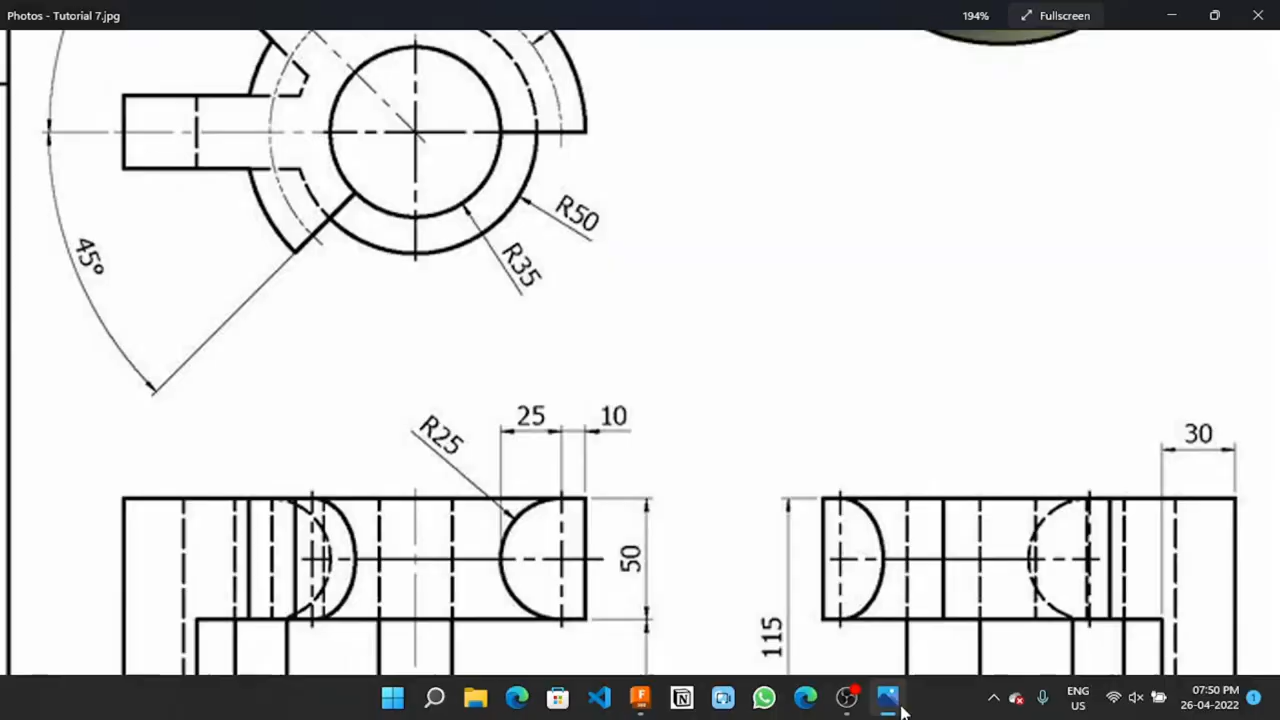 Photos - Tutorial 7.jpg
194%
Fullscreen
R50
R35
45°
25
10
R25
30
50
115
ENG
US
07:50 PM
26-04-2022
1